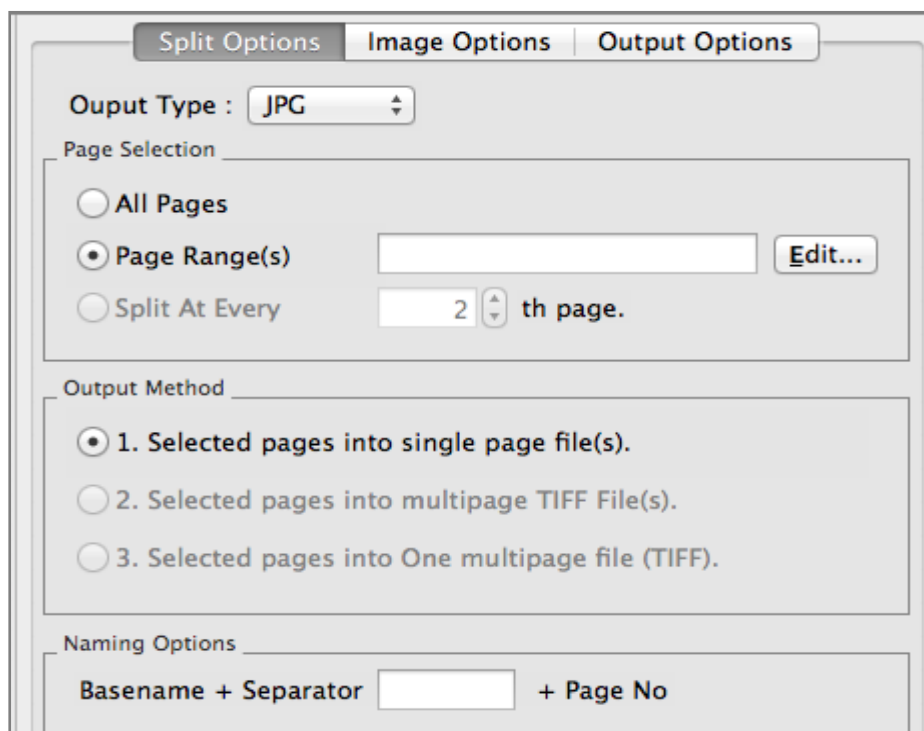 Split Options Image Options Output Options
Ouput Type : JPG
Page Selection
All Pages
Page Range(s) Edit...
Split At Every 2 th page.
Output Method
1. Selected pages into single page file(s).
2. Selected pages into multipage TIFF File(s).
3. Selected pages into One multipage file (TIFF).
Naming Options
Basename + Separator + Page No